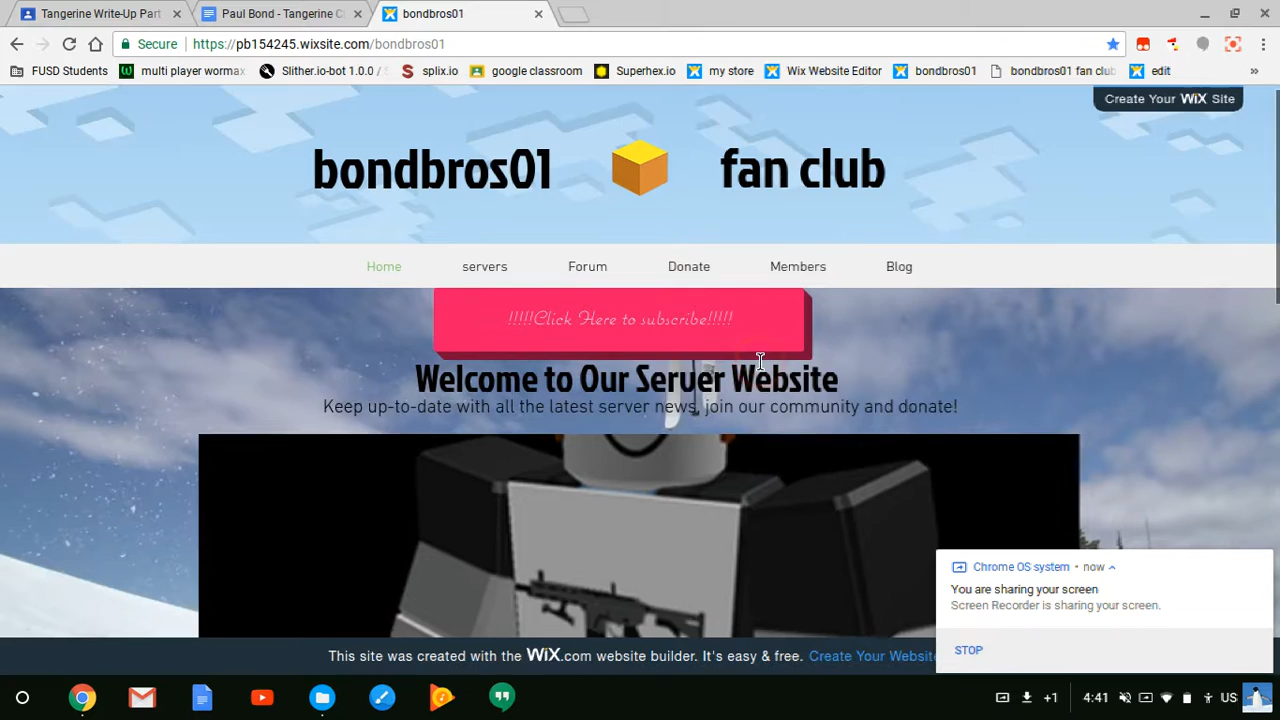 Tangerine Write-Up Part
Paul Bond - Tangerine C
bondbros01
Secure
https://pb154245.wixsite.com/bondbros01
FUSD Students
multi player wormax
Slither.io-bot 1.0.0 /
splix.io
google classroom
Superhex.io
my store
Wix Website Editor
bondbros01
bondbros01 fan club
edit
»
Create Your WiX Site
bondbros01 fan club
Home servers Forum Donate Members Blog
!!!!!Click Here to subscribe!!!!!
Welcome to Our Server Website
Keep up-to-date with all the latest server news, join our community and donate!
Chrome OS system • now
You are sharing your screen
Screen Recorder is sharing your screen.
STOP
This site was created with the WiX.com website builder. It's easy & free. Create Your Website
+1
4:41
US